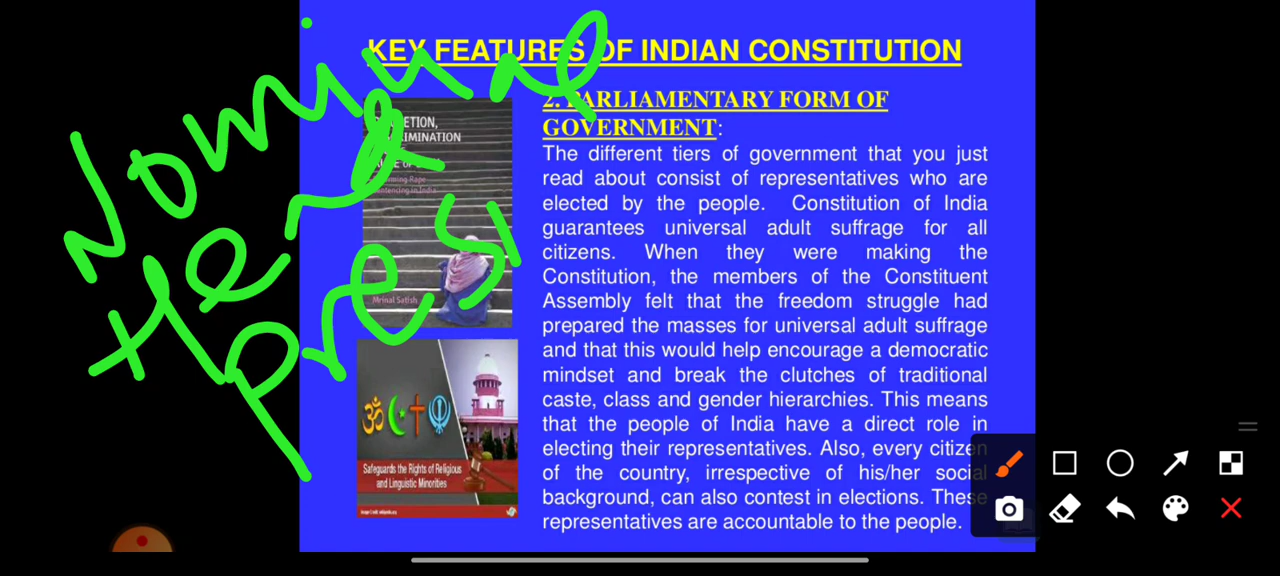 KEY FEATURES OF INDIAN CONSTITUTION
2. PARLIAMENTARY FORM OF
GOVERNMENT:
The different tiers of government that you just
read about consist of representatives who are
elected by the people. Constitution of India
guarantees universal adult suffrage for all
citizens. When they were making the
Constitution, the members of the Constituent
Assembly felt that the freedom struggle had
prepared the masses for universal adult suffrage
and that this would help encourage a democratic
mindset and break the clutches of traditional
caste, class and gender hierarchies. This means
that the people of India have a direct role in
electing their representatives. Also, every citizen
of the country, irrespective of his/her social
background, can also contest in elections. These
representatives are accountable to the people.
Mrinal Satish
Safeguards the Rights of Religious
and Linguistic Minorities